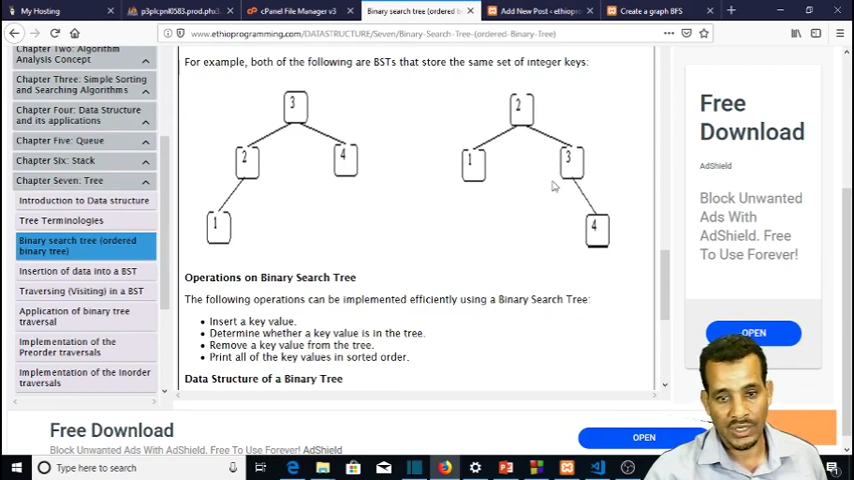 My Hosting
p3plcpnl0583.prod.phx3.
cPanel File Manager v3
Binary search tree (ordered b
Add New Post ‹ ethioprogra
Create a graph BFS
www.ethioprogramming.com/DATASTRUCTURE/Seven/Binary-Search-Tree-(ordered-Binary-Tree)
Chapter Two: Algorithm
Analysis Concept
Chapter Three: Simple Sorting
and Searching Algorithms
Chapter Four: Data Structure
and its applications
Chapter Five: Queue
Chapter Six: Stack
Chapter Seven: Tree
Introduction to Data structure
Tree Terminologies
Binary search tree (ordered
binary tree)
Insertion of data into a BST
Traversing (Visiting) in a BST
Application of binary tree
traversal
Implementation of the
Preorder traversals
Implementation of the Inorder
traversals
For example, both of the following are BSTs that store the same set of integer keys:
3
2
4
1
2
1
3
4
Operations on Binary Search Tree
The following operations can be implemented efficiently using a Binary Search Tree:
• Insert a key value.
• Determine whether a key value is in the tree.
• Remove a key value from the tree.
• Print all of the key values in sorted order.
Data Structure of a Binary Tree
Free
Download
AdShield
Block Unwanted
Ads With
AdShield. Free
To Use Forever!
OPEN
Free Download
Block Unwanted Ads With AdShield. Free To Use Forever! AdShield
OPEN
Type here to search